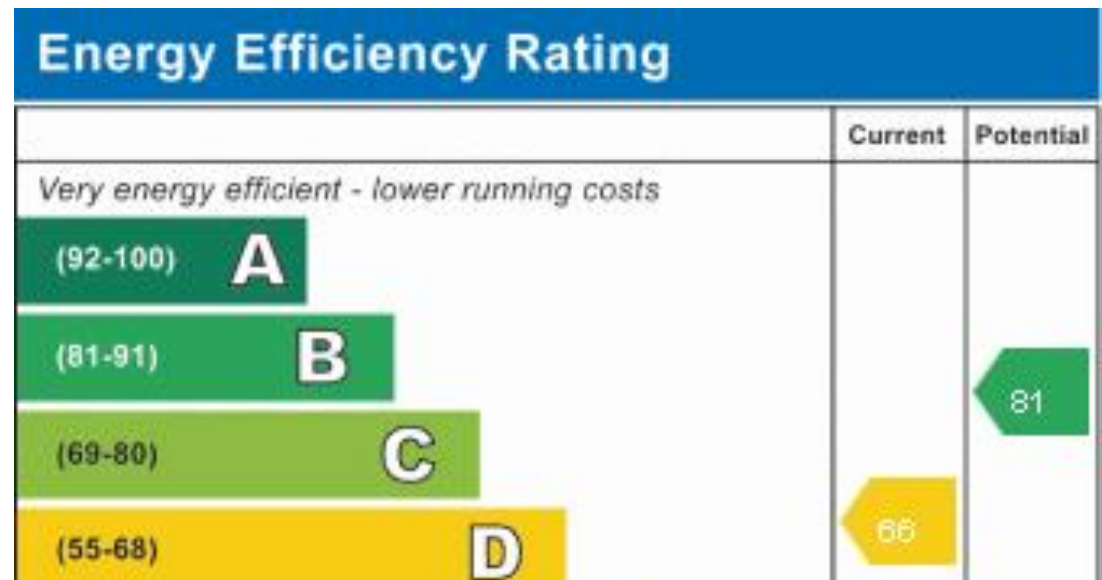 Energy Efficiency Rating
Current Potential
Very energy efficient - lower running costs
(92-100) A
(81-91) B
81
(69-80) C
66
(55-68) D